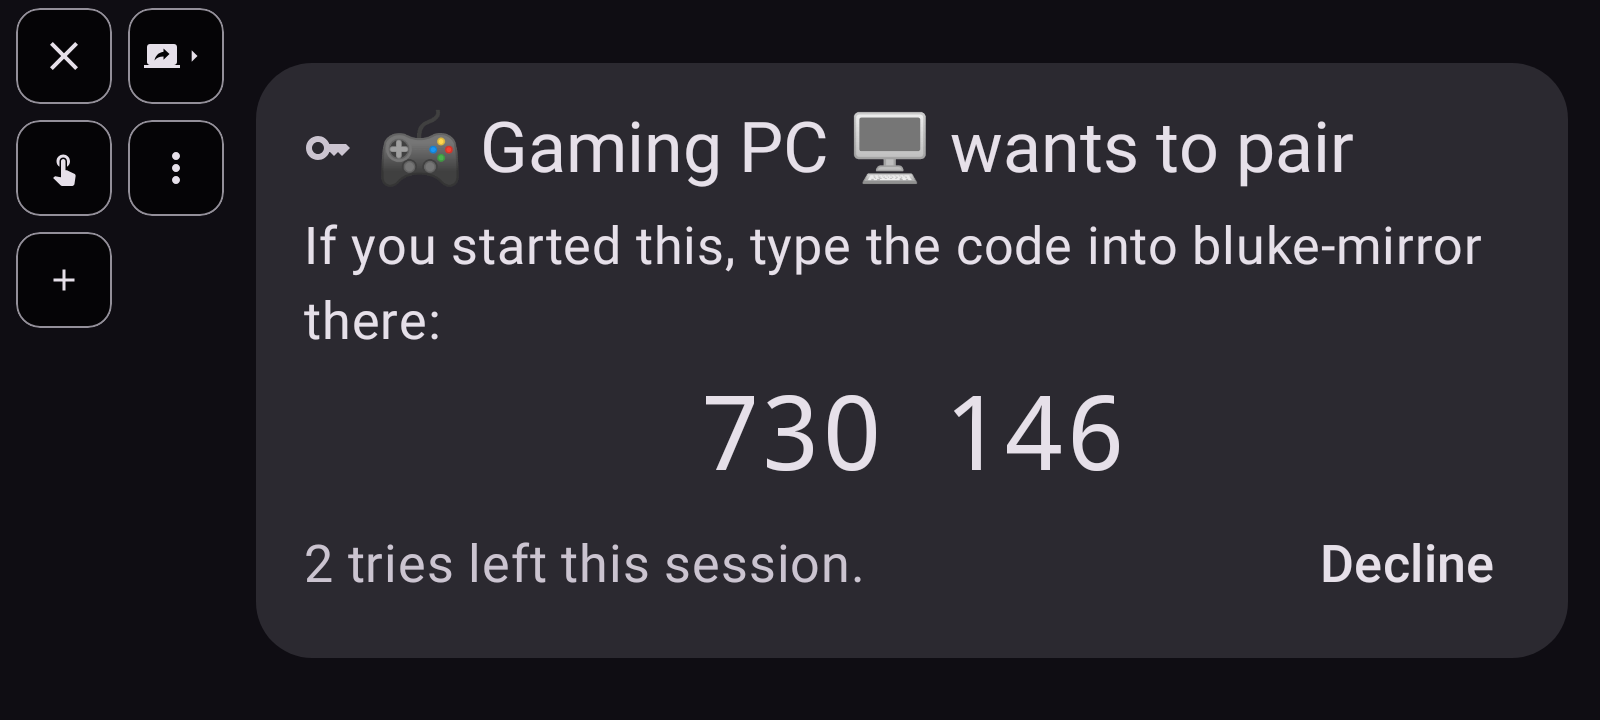 🎮 Gaming PC 🖥️ wants to pair
If you started this, type the code into bluke-mirror
there:
730 146
2 tries left this session.
Decline